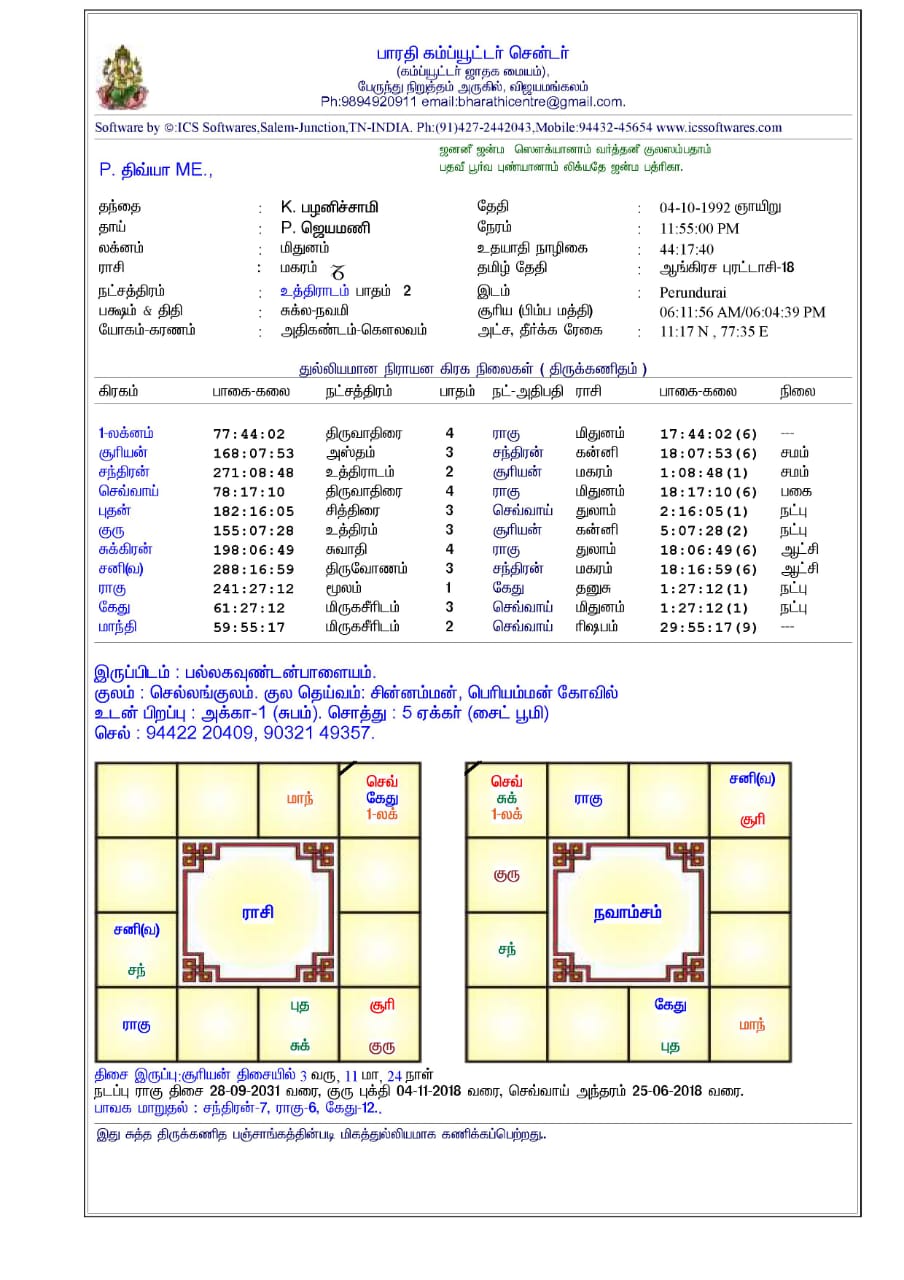 பாரதி கம்ப்யூட்டர் சென்டர்
(கம்ப்யூட்டர் ஜாதக மையம்),
பேருந்து நிறுத்தம் அருகில், விஜயமங்கலம்
Ph:9894920911 email:bharathicentre@gmail.com.
Software by ©:ICS Softwares,Salem-Junction,TN-INDIA. Ph:(91)427-2442043,Mobile:94432-45654 www.icssoftwares.com
ஜனனீ ஜன்ம ஸௌக்யானாம் வர்த்தனீ குலஸம்பதாம்
பதவீ பூர்வ புண்யானாம் லிக்யதே ஜன்ம பத்ரிகா.
P. திவ்யா ME.,
தந்தை : K. பழனிச்சாமி தேதி : 04-10-1992 ஞாயிறு
தாய் : P. ஜெயமணி நேரம் : 11:55:00 PM
லக்னம் : மிதுனம் உதயாதி நாழிகை : 44:17:40
ராசி : மகரம் தமிழ் தேதி : ஆங்கிரச புரட்டாசி-18
நட்சத்திரம் : உத்திராடம் பாதம் 2 இடம் : Perundurai
பக்ஷம் & திதி : சுக்ல-நவமி சூரிய (பிம்ப மத்தி) 06:11:56 AM/06:04:39 PM
யோகம்-கரணம் : அதிகண்டம்-கௌலவம் அட்ச, தீர்க்க ரேகை : 11:17 N , 77:35 E
துல்லியமான நிராயன கிரக நிலைகள் ( திருக்கணிதம் )
கிரகம் பாகை-கலை நட்சத்திரம் பாதம் நட்-அதிபதி ராசி பாகை-கலை நிலை
1-லக்னம் 77:44:02 திருவாதிரை 4 ராகு மிதுனம் 17:44:02(6) ---
சூரியன் 168:07:53 அஸ்தம் 3 சந்திரன் கன்னி 18:07:53(6) சமம்
சந்திரன் 271:08:48 உத்திராடம் 2 சூரியன் மகரம் 1:08:48(1) சமம்
செவ்வாய் 78:17:10 திருவாதிரை 4 ராகு மிதுனம் 18:17:10(6) பகை
புதன் 182:16:05 சித்திரை 3 செவ்வாய் துலாம் 2:16:05(1) நட்பு
குரு 155:07:28 உத்திரம் 3 சூரியன் கன்னி 5:07:28(2) நட்பு
சுக்கிரன் 198:06:49 சுவாதி 4 ராகு துலாம் 18:06:49(6) ஆட்சி
சனி(வ) 288:16:59 திருவோணம் 3 சந்திரன் மகரம் 18:16:59(6) ஆட்சி
ராகு 241:27:12 மூலம் 1 கேது தனுசு 1:27:12(1) நட்பு
கேது 61:27:12 மிருகசீரிடம் 3 செவ்வாய் மிதுனம் 1:27:12(1) நட்பு
மாந்தி 59:55:17 மிருகசீரிடம் 2 செவ்வாய் ரிஷபம் 29:55:17(9) ---
இருப்பிடம் : பல்லகவுண்டன்பாளையம்.
குலம் : செல்லங்குலம். குல தெய்வம்: சின்னம்மன், பெரியம்மன் கோவில்
உடன் பிறப்பு : அக்கா-1 (சுபம்). சொத்து : 5 ஏக்கர் (சைட் பூமி)
செல் : 94422 20409, 90321 49357.
மாந்
செவ்
கேது
1-லக்
ராசி
சனி(வ)
சந்
ராகு
புத
சுக்
சூரி
குரு
செவ்
சுக்
1-லக்
ராகு
சனி(வ)
சூரி
குரு
நவாம்சம்
சந்
கேது
புத
மாந்
திசை இருப்பு:சூரியன் திசையில் 3 வரு, 11 மா, 24 நாள்
நடப்பு ராகு திசை 28-09-2031 வரை, குரு புக்தி 04-11-2018 வரை, செவ்வாய் அந்தரம் 25-06-2018 வரை.
பாவக மாறுதல் : சந்திரன்-7, ராகு-6, கேது-12..
இது சுத்த திருக்கணித பஞ்சாங்கத்தின்படி மிகத்துல்லியமாக கணிக்கப்பெற்றது..